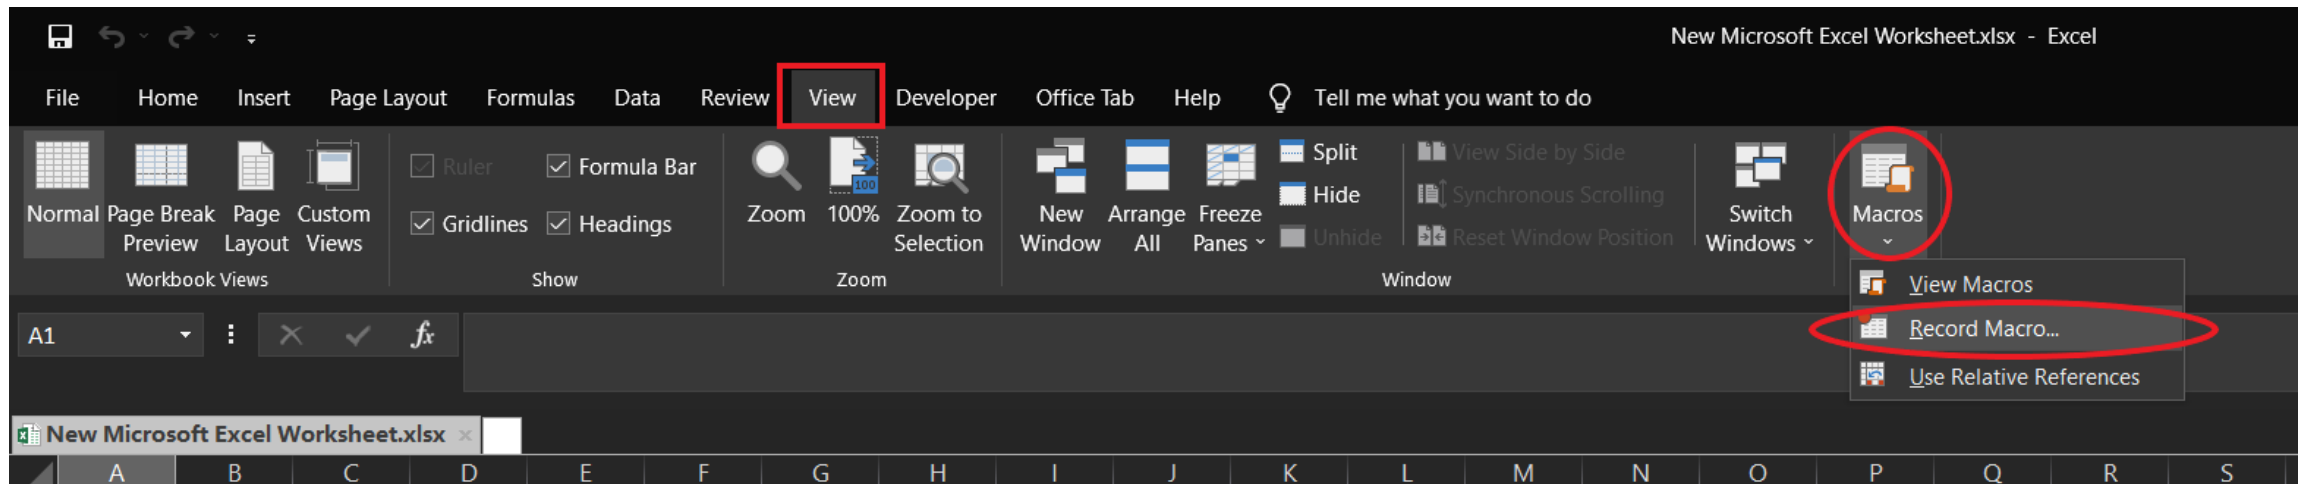 New Microsoft Excel Worksheet.xlsx - Excel
File Home Insert Page Layout Formulas Data Review View Developer Office Tab Help Tell me what you want to do
Normal
Page Break Preview
Page Layout
Custom Views
Workbook Views
Ruler
Formula Bar
Gridlines
Headings
Show
Zoom
100
100%
Zoom to Selection
Zoom
New Window
Arrange All
Freeze Panes
Split
Hide
Unhide
View Side by Side
Synchronous Scrolling
Reset Window Position
Window
Switch Windows
Macros
View Macros
Record Macro...
Use Relative References
A1
fx
New Microsoft Excel Worksheet.xlsx
A B C D E F G H I J K L M N O P Q R S